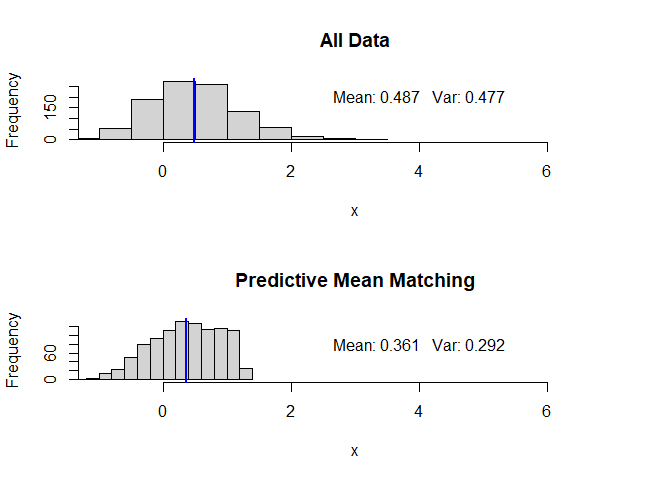 All Data
Frequency
150
0
Mean: 0.487 Var: 0.477
0 2 4 6
x
Predictive Mean Matching
Frequency
60
0
Mean: 0.361 Var: 0.292
0 2 4 6
x